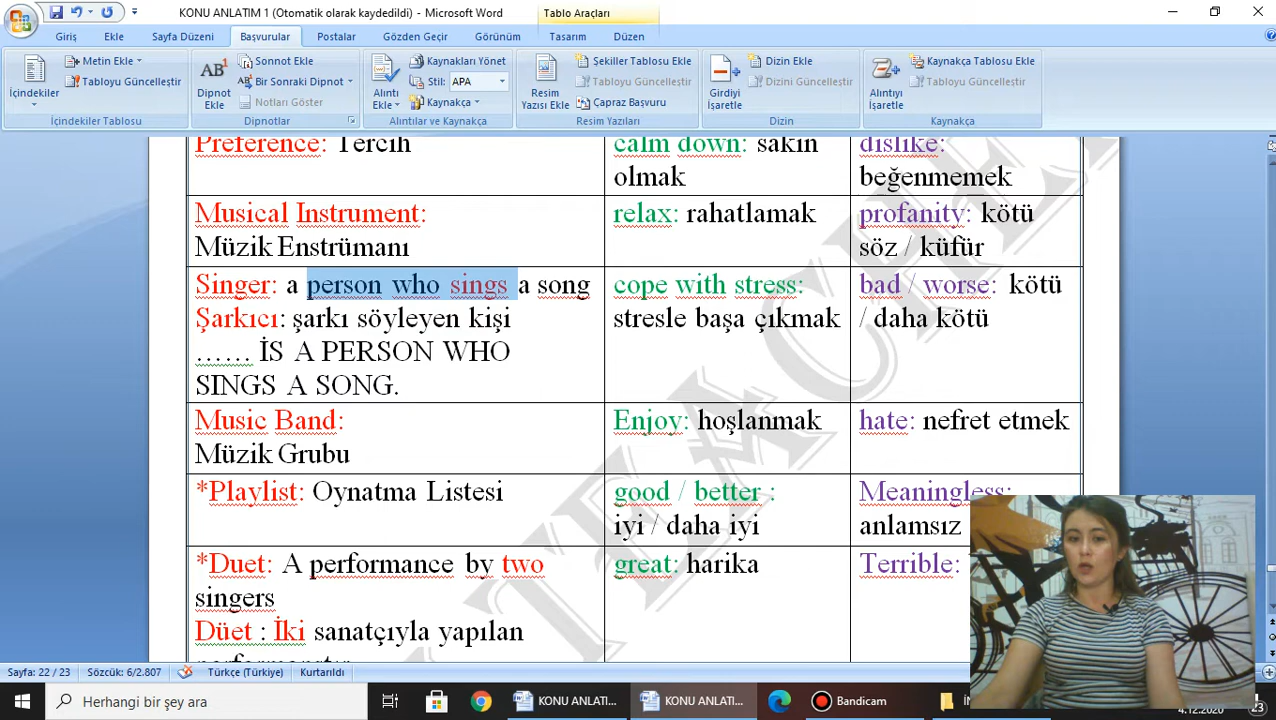 KONU ANLATIM 1 (Otomatik olarak kaydedildi) - Microsoft Word
Tablo Araçları
Giriş Ekle Sayfa Düzeni Başvurular Postalar Gözden Geçir Görünüm Tasarım Düzen
İçindekiler
Metin Ekle
Tabloyu Güncelleştir
İçindekiler Tablosu
AB1
Dipnot Ekle
Sonnot Ekle
Bir Sonraki Dipnot
Notları Göster
Dipnotlar
Alıntı Ekle
Kaynakları Yönet
Stil: APA
Kaynakça
Alıntılar ve Kaynakça
Resim Yazısı Ekle
Şekiller Tablosu Ekle
Tabloyu Güncelleştir
Çapraz Başvuru
Resim Yazıları
Girdiyi İşaretle
Dizin Ekle
Dizini Güncelleştir
Dizin
Alıntıyı İşaretle
Kaynakça Tablosu Ekle
Tabloyu Güncelleştir
Kaynakça
Preference: Tercih
calm down: sakin
olmak
dislike:
beğenmemek
Musical Instrument:
Müzik Enstrümanı
relax: rahatlamak
profanity: kötü
söz / küfür
Singer: a person who sings a song
Şarkıcı: şarkı söyleyen kişi
…… İS A PERSON WHO
SINGS A SONG.
cope with stress:
stresle başa çıkmak
bad / worse: kötü
/ daha kötü
Music Band:
Müzik Grubu
Enjoy: hoşlanmak
hate: nefret etmek
*Playlist: Oynatma Listesi
good / better :
iyi / daha iyi
Meaningless:
anlamsız
*Duet: A performance by two
singers
Düet : İki sanatçıyla yapılan
great: harika
Terrible:
Sayfa: 22 / 23 Sözcük: 6/2.807 Türkçe (Türkiye) Kurtarıldı
Herhangi bir şey ara
KONU ANLATI... KONU ANLATI... Bandicam
4.12.2020
23